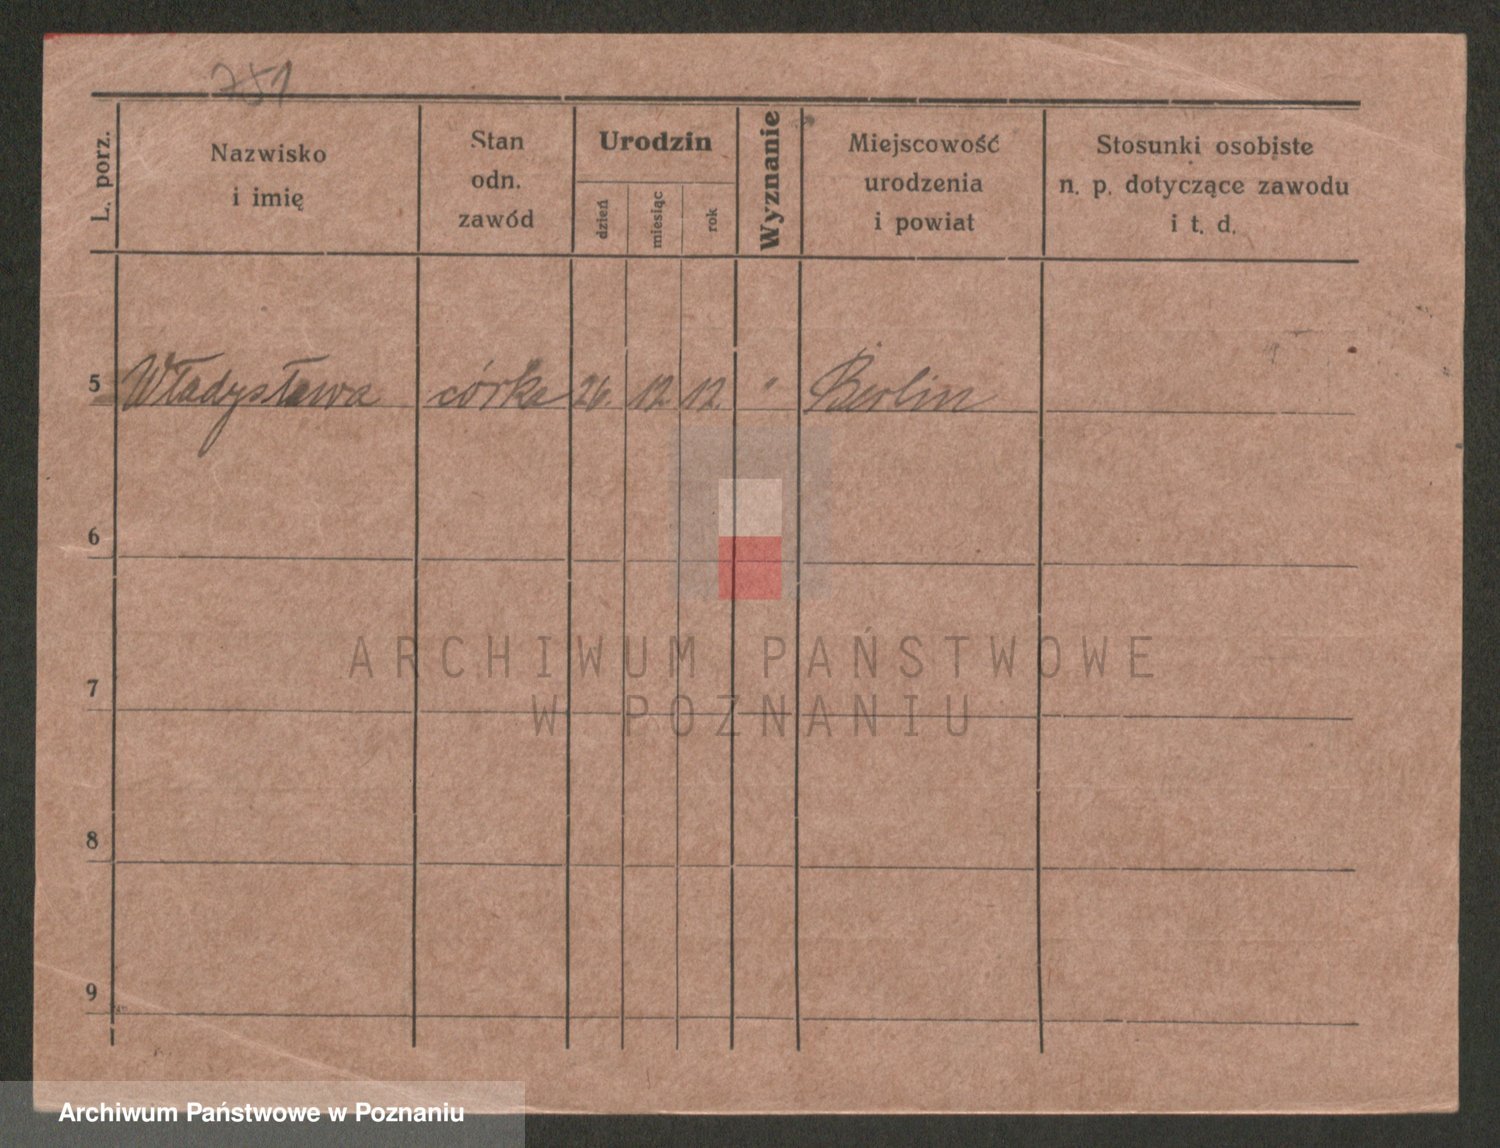 751
L. porz.
Nazwisko
i imię
Stan
odn.
zawód
Urodzin
dzień
miesiąc
rok
Wyznanie
Miejscowość
urodzenia
i powiat
Stosunki osobiste
n. p. dotyczące zawodu
i t. d.
5 Władysława córka 26. 12. 12. " Berlin
6
7
8
9
ARCHIWUM PAŃSTWOWE
W POZNANIU
Archiwum Państwowe w Poznaniu